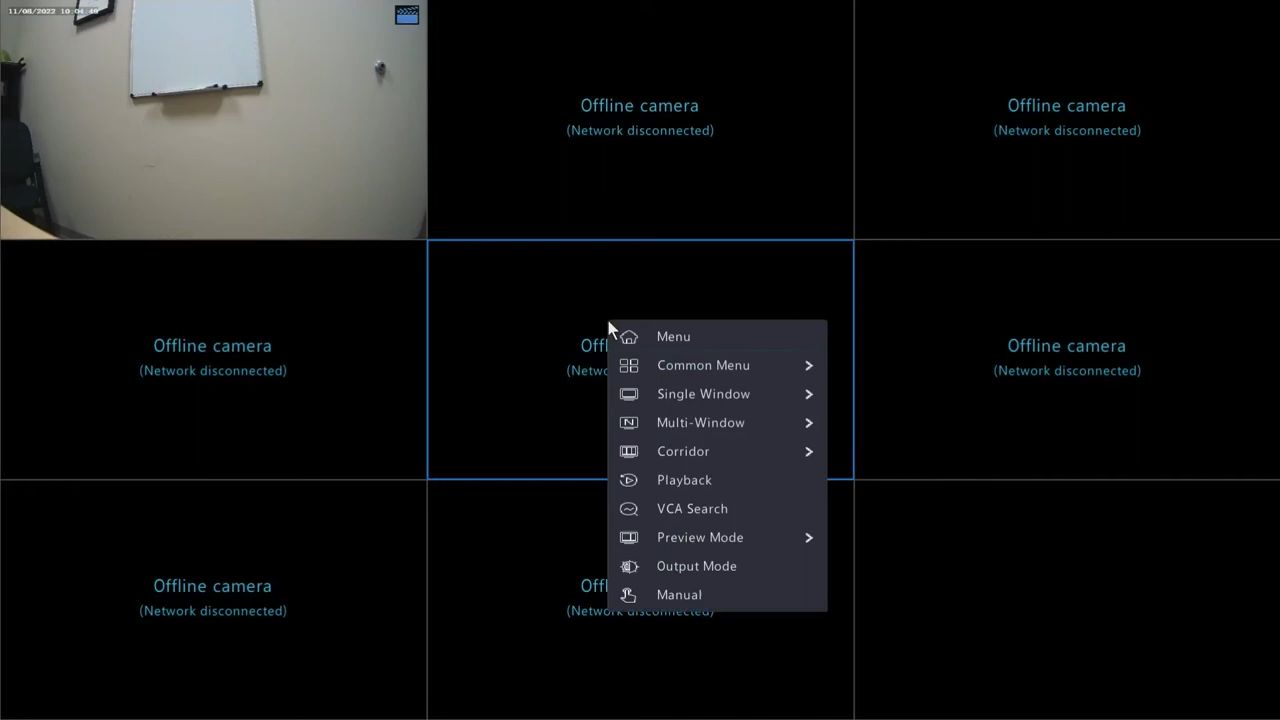 11/08/2022 10:04:49
Offline camera
(Network disconnected)
Offline camera
(Network disconnected)
Offline camera
(Network disconnected)
Offl
(Netwo
Offline camera
(Network disconnected)
Menu
Common Menu
Single Window
Multi-Window
Corridor
Playback
VCA Search
Preview Mode
Output Mode
Manual
Offline camera
(Network disconnected)
Offl
(Network disconnected)